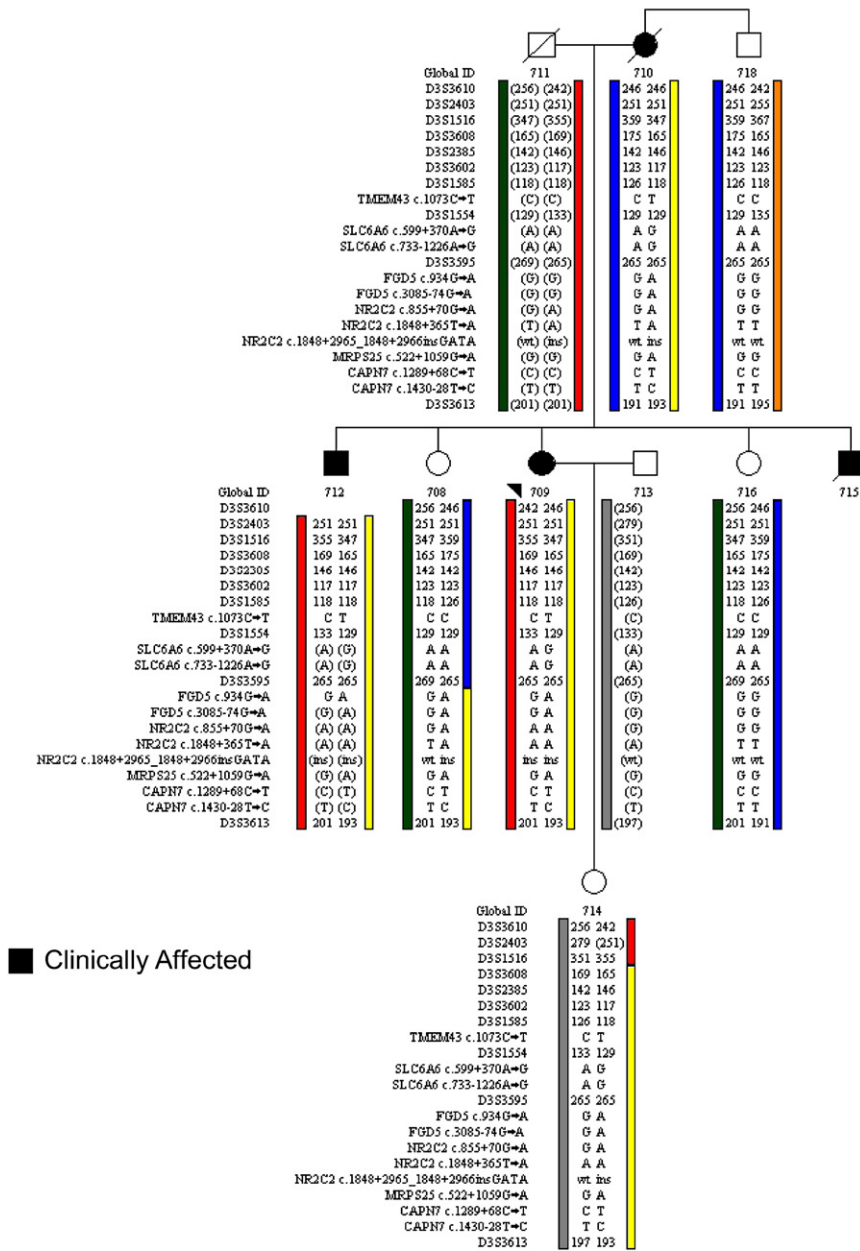 Global ID 711 710 718
D3S3610 (256) (242) 246 246 246 242
D3S2403 (251) (251) 251 251 251 255
D3S1516 (347) (355) 359 347 359 367
D3S3608 (165) (169) 175 165 175 165
D3S2385 (142) (146) 142 146 142 146
D3S3602 (123) (117) 123 117 123 123
D3S1585 (118) (118) 126 118 126 118
TMEM43 c.1073C→T (C) (C) C T C C
D3S1554 (129) (133) 129 129 129 135
SLC6A6 c.599+370A→G (A) (A) A G A A
SLC6A6 c.733-1226A→G (A) (A) A G A A
D3S3595 (269) (265) 265 265 265 265
FGD5 c.934G→A (G) (G) G A G G
FGD5 c.3085-74G→A (G) (G) G A G G
NR2C2 c.855+70G→A (G) (A) G A G G
NR2C2 c.1848+365T→A (T) (A) T A T T
NR2C2 c.1848+2965_1848+2966insGATA (wt) (ins) wt ins wt wt
MRPS25 c.522+1059G→A (G) (G) G A G G
CAPN7 c.1289+68C→T (C) (C) C T C C
CAPN7 c.1430-28T→C (T) (T) T C T T
D3S3613 (201) (201) 191 193 191 195
Global ID 712 708 709 713 716 715
D3S3610 256 246 242 246 (256) 256 246
D3S2403 251 251 251 251 251 251 (279) 251 251
D3S1516 355 347 347 359 355 347 (351) 347 359
D3S3608 169 165 165 175 169 165 (169) 165 175
D3S2305 146 146 142 142 146 146 (142) 142 142
D3S3602 117 117 123 123 117 117 (123) 123 123
D3S1585 118 118 118 126 118 118 (126) 118 126
TMEM43 c.1073C→T C T C C C T (C) C C
D3S1554 133 129 129 129 133 129 (133) 129 129
SLC6A6 c.599+370A→G (A) (G) A A A G (A) A A
SLC6A6 c.733-1226A→G (A) (G) A A A G (A) A A
D3S3595 265 265 269 265 265 265 (265) 269 265
FGD5 c.934G→A G A G A G A (G) G G
FGD5 c.3085-74G→A (G) (A) G A G A (G) G G
NR2C2 c.855+70G→A (A) (A) G A A A (G) G G
NR2C2 c.1848+365T→A (A) (A) T A A A (A) T T
NR2C2 c.1848+2965_1848+2966insGATA (ins) (ins) wt ins ins ins (wt) wt wt
MRPS25 c.522+1059G→A (G) (A) G A G A (G) G G
CAPN7 c.1289+68C→T (C) (T) C T C T (C) C C
CAPN7 c.1430-28T→C (T) (C) T C T C (T) T T
D3S3613 201 193 201 193 201 193 (197) 201 191
Global ID 714
D3S3610 256 242
D3S2403 279 (251)
D3S1516 351 355
D3S3608 169 165
D3S2385 142 146
D3S3602 123 117
D3S1585 126 118
TMEM43 c.1073C→T C T
D3S1554 133 129
SLC6A6 c.599+370A→G A G
SLC6A6 c.733-1226A→G A G
D3S3595 265 265
FGD5 c.934G→A G A
FGD5 c.3085-74G→A G A
NR2C2 c.855+70G→A G A
NR2C2 c.1848+365T→A A A
NR2C2 c.1848+2965_1848+2966insGATA wt ins
MRPS25 c.522+1059G→A G A
CAPN7 c.1289+68C→T C T
CAPN7 c.1430-28T→C T C
D3S3613 197 193
Clinically Affected